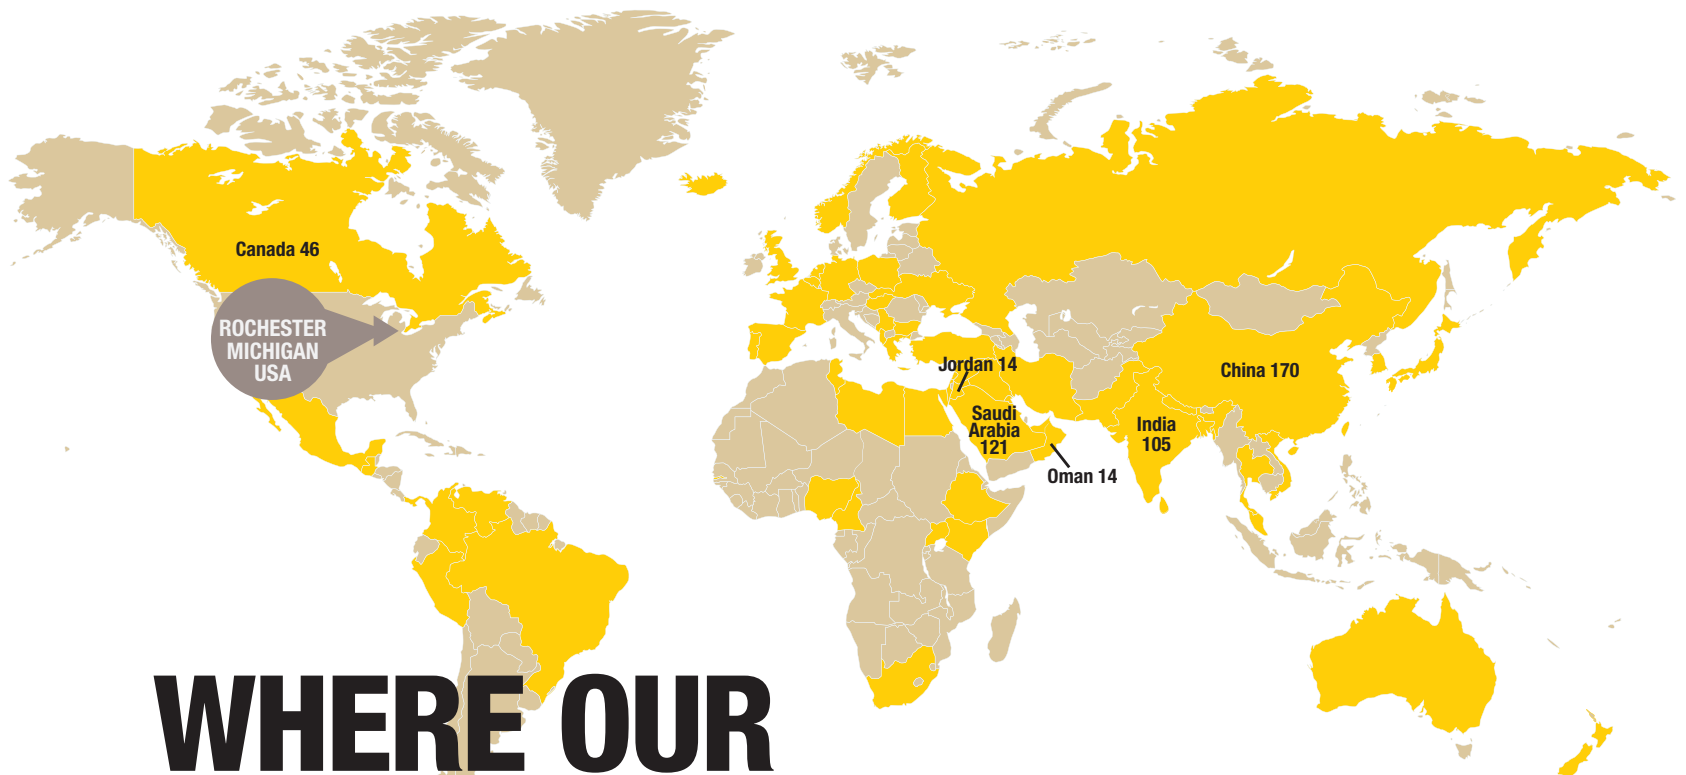 Canada 46
ROCHESTER
MICHIGAN
USA
Jordan 14
Saudi
Arabia
121
Oman 14
India
105
China 170
WHERE OUR